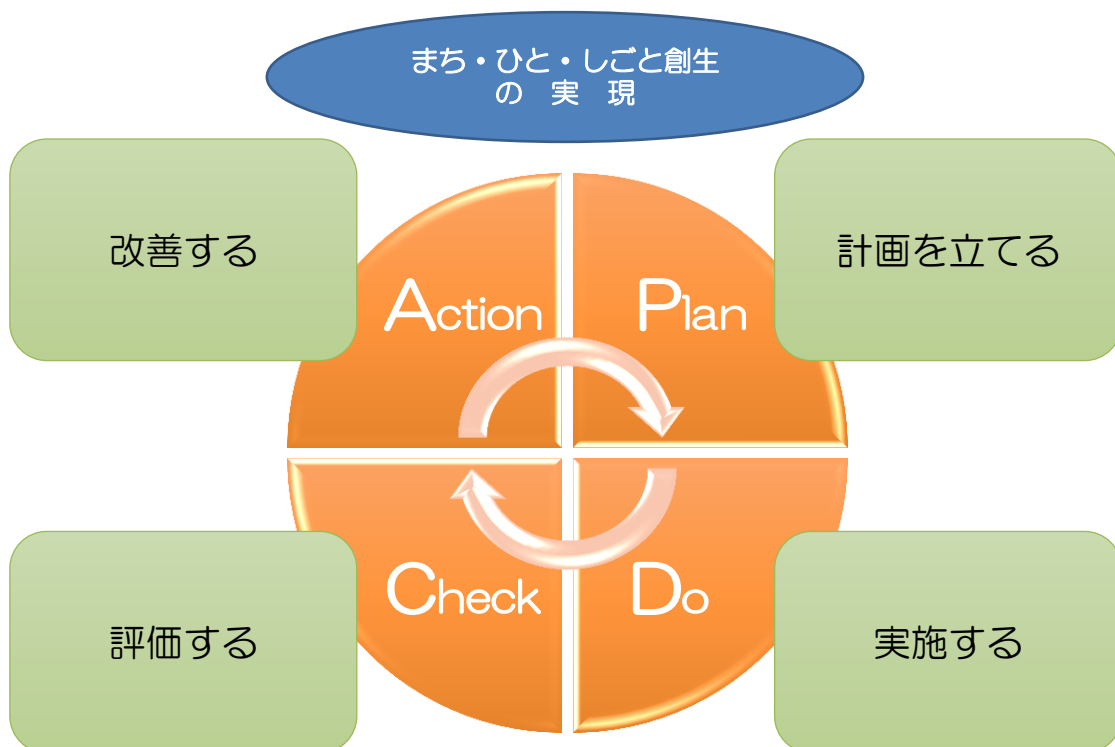 まち・ひと・しごと創生
の　実　現
改善する
計画を立てる
Action
Plan
Check
Do
評価する
実施する